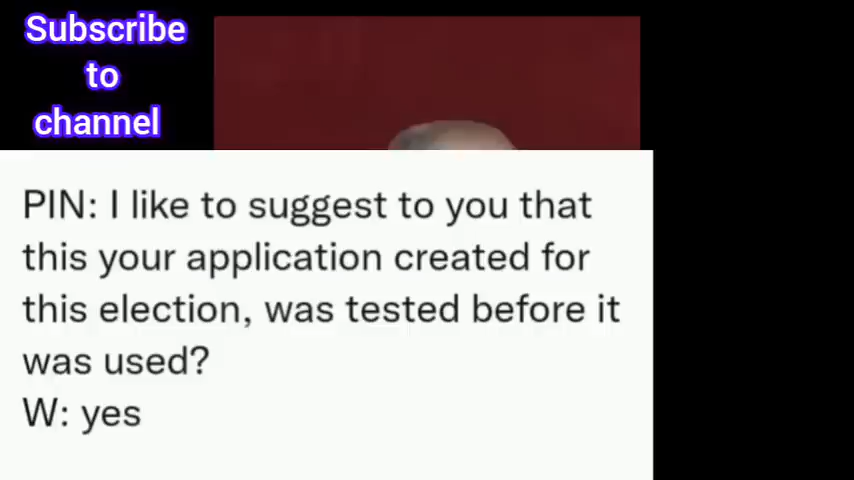 Subscribe
to
channel
PIN: I like to suggest to you that
this your application created for
this election, was tested before it
was used?
W: yes